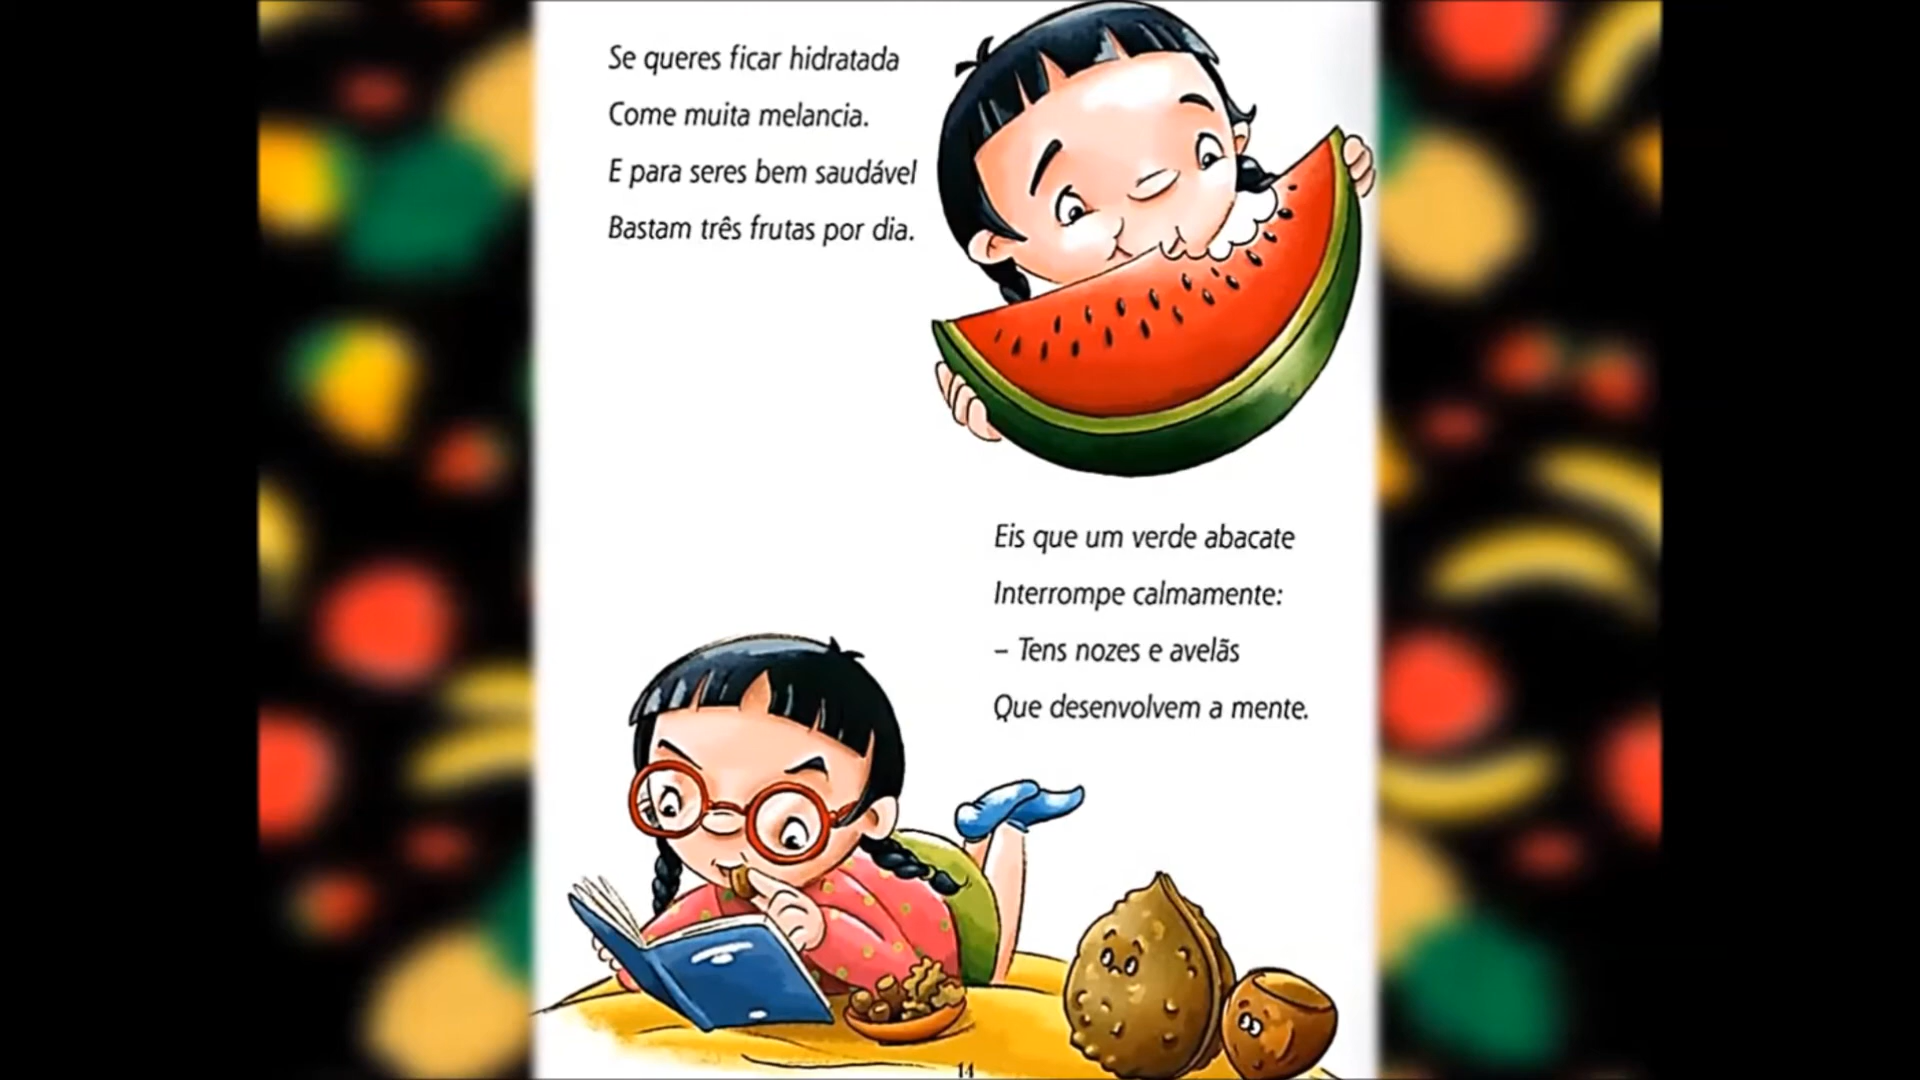 Se queres ficar hidratada
Come muita melancia.
E para seres bem saudável
Bastam três frutas por dia.
Eis que um verde abacate
Interrompe calmamente:
– Tens nozes e avelãs
Que desenvolvem a mente.
14